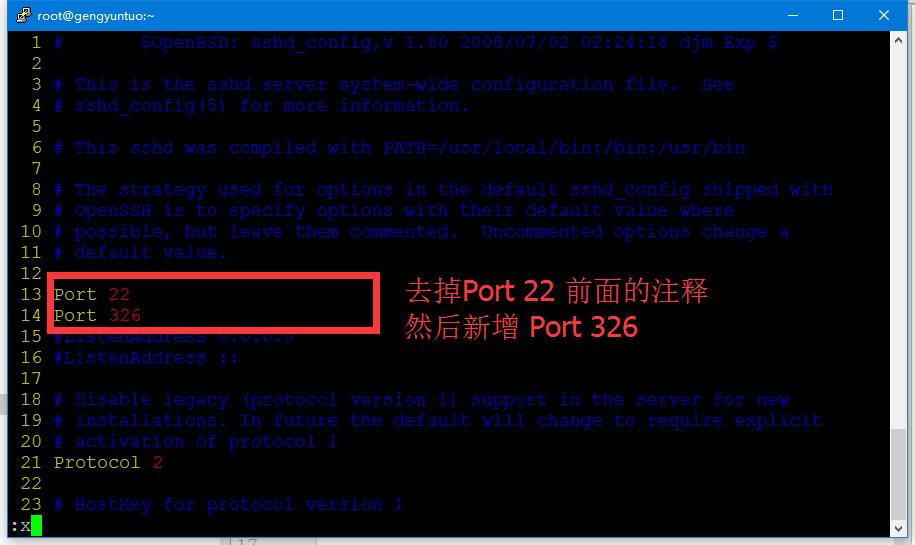 root@gengyuntuo:~
1 #       $OpenBSD: sshd_config,v 1.80 2008/07/02 02:24:18 djm Exp $
2
3 # This is the sshd server system-wide configuration file.  See
4 # sshd_config(5) for more information.
5
6 # This sshd was compiled with PATH=/usr/local/bin:/bin:/usr/bin
7
8 # The strategy used for options in the default sshd_config shipped with
9 # OpenSSH is to specify options with their default value where
10 # possible, but leave them commented.  Uncommented options change a
11 # default value.
12
13 Port 22
14 Port 326
去掉Port 22 前面的注释
然后新增 Port 326
15 #ListenAddress 0.0.0.0
16 #ListenAddress ::
17
18 # Disable legacy (protocol version 1) support in the server for new
19 # installations. In future the default will change to require explicit
20 # activation of protocol 1
21 Protocol 2
22
23 # HostKey for protocol version 1
:x
17